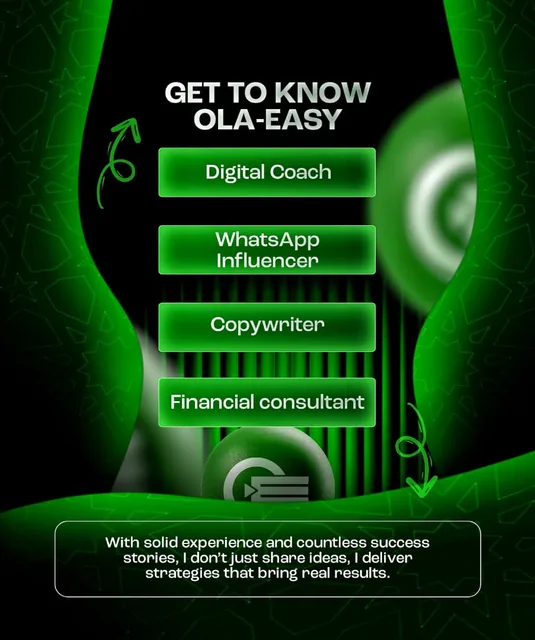 GET TO KNOW
OLA-EASY
Digital Coach
WhatsApp
Influencer
Copywriter
Financial consultant
With solid experience and countless success
stories, I don't just share ideas, I deliver
strategies that bring real results.